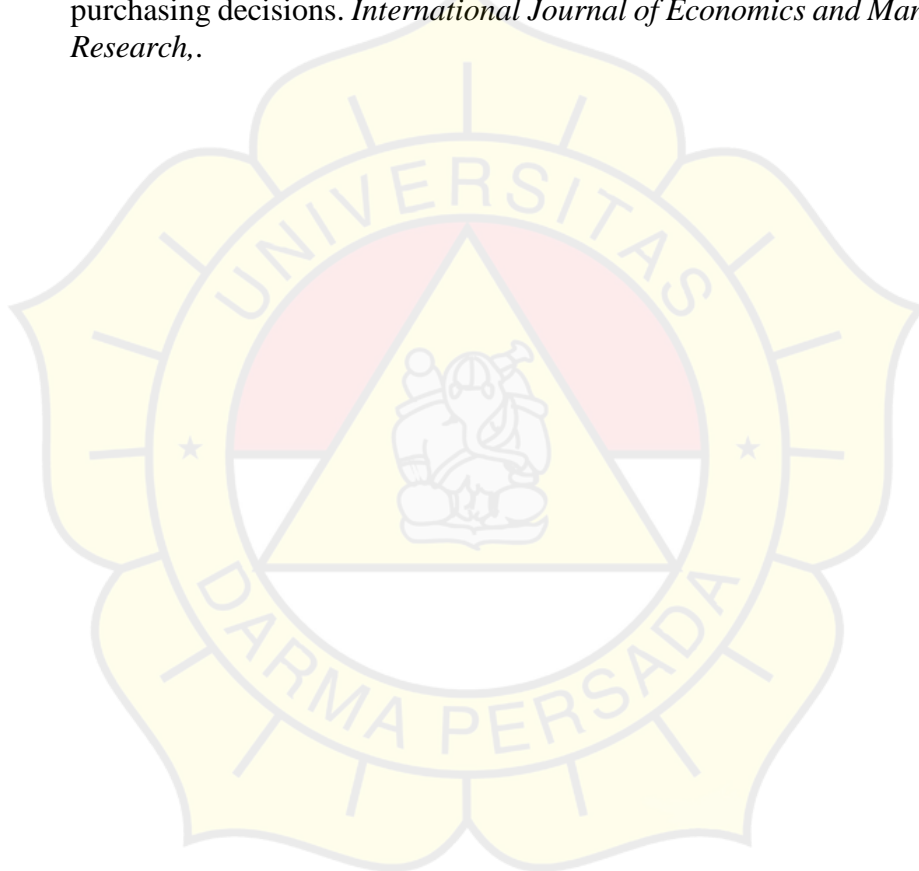 purchasing decisions. International Journal of Economics and Mar
Research,.
UNIVERSITAS
DARMA PERSADA